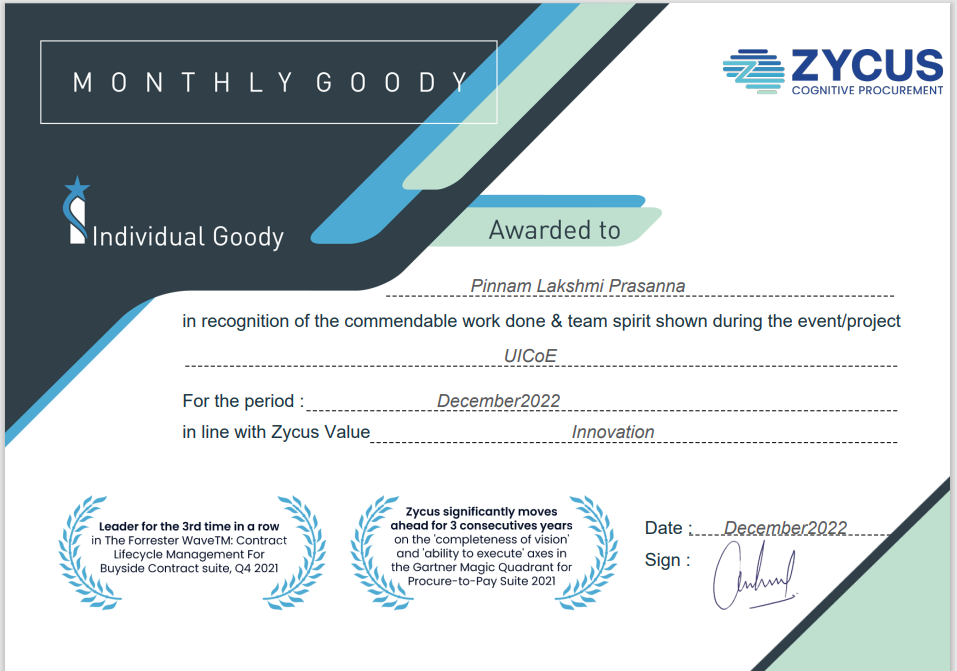 MONTHLY GOODY
ZYCUS
COGNITIVE PROCUREMENT
Individual Goody
Awarded to
Pinnam Lakshmi Prasanna
in recognition of the commendable work done & team spirit shown during the event/project
UICoE
For the period : December2022
in line with Zycus Value Innovation
Leader for the 3rd time in a row
in The Forrester WaveTM: Contract
Lifecycle Management For
Buyside Contract suite, Q4 2021
Zycus significantly moves
ahead for 3 consecutives years
on the 'completeness of vision'
and 'ability to execute' axes in
the Gartner Magic Quadrant for
Procure-to-Pay Suite 2021
Date : December2022
Sign :